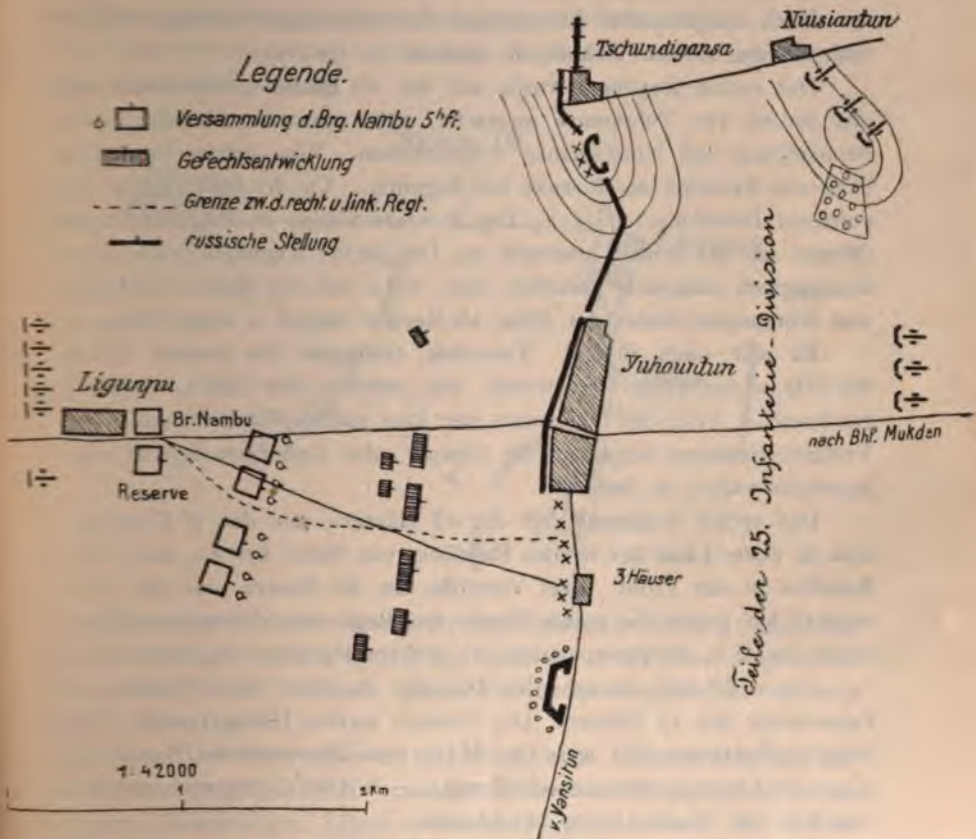 Niusiantun
Tschundigansa
Legende.
Versammlung d. Brg. Nambu 5ʰ Fr.
Gefechtsentwicklung
Grenze zw. d. recht u. link. Regt.
russische Stellung
Ligunpu
Br. Nambu
Reserve
Yuhountun
nach Bhf. Mukden
3 Häuser
Teile der 25. Infanterie-Division
v. Yansitun
1:42000
1
2 Km